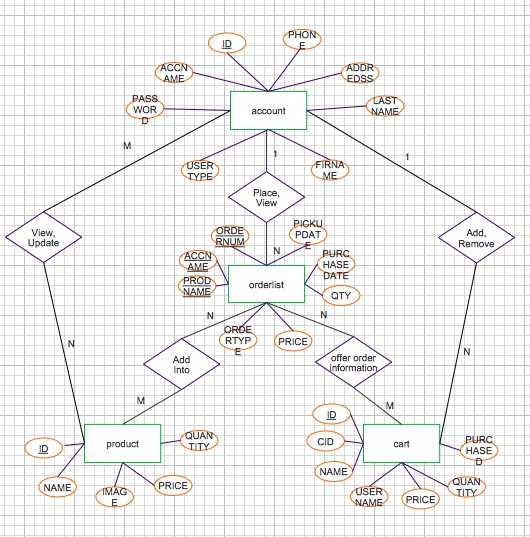 ID
PHON
E
ACCN
AME
ADDR
EDSS
PASS
WOR
D
LAST
NAME
account
M
1
1
USER
TYPE
FIRNA
ME
Place,
View
View,
Update
ORDE
RNUM
PICKU
PDAT
E
Add,
Remove
N
ACCN
AME
PURC
HASE
DATE
PROD
NAME
orderlist
QTY
N
N
ORDE
RTYP
E
PRICE
N
N
Add
Into
offer order
information
M
M
ID
product
QUAN
TITY
ID
CID
cart
PURC
HASE
D
NAME
NAME
IMAG
E
PRICE
USER
NAME
PRICE
QUAN
TITY